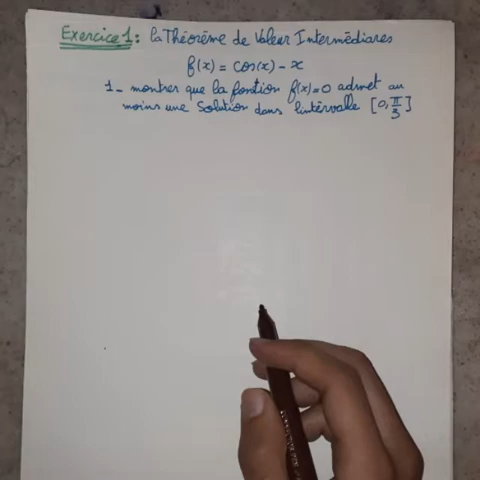 Exercice 1: la Théorème de Valeur Intermédiares
f(x) = cos(x) - x
1- montrer que la fontion f(x)=0 admet au
moins une Solution dans l'intervalle [0, π/3]